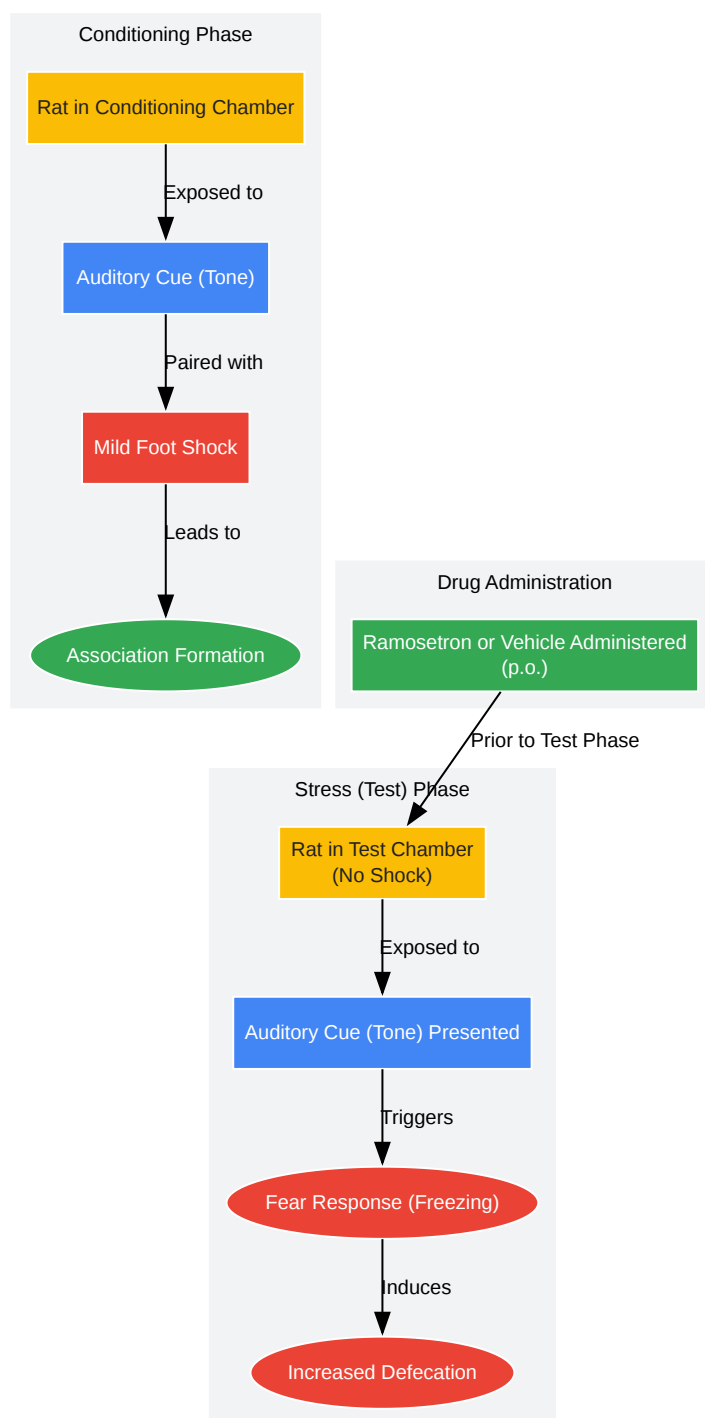 Conditioning Phase
Rat in Conditioning Chamber
Exposed to
Auditory Cue (Tone)
Paired with
Mild Foot Shock
Leads to
Association Formation
Drug Administration
Ramosetron or Vehicle Administered
(p.o.)
Prior to Test Phase
Stress (Test) Phase
Rat in Test Chamber
(No Shock)
Exposed to
Auditory Cue (Tone) Presented
Triggers
Fear Response (Freezing)
Induces
Increased Defecation